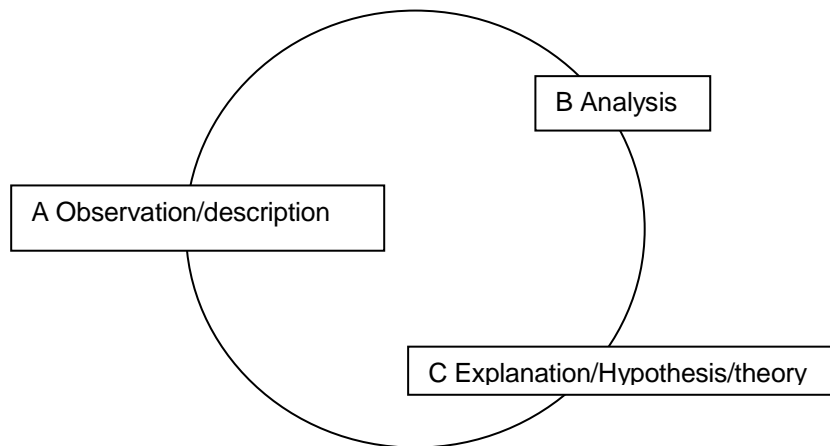 A Observation/description
B Analysis
C Explanation/Hypothesis/theory